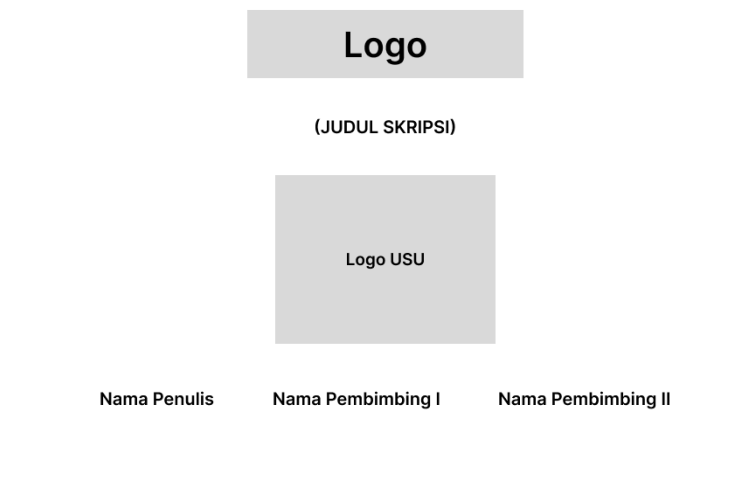 Logo
(JUDUL SKRIPSI)
Logo USU
Nama Penulis
Nama Pembimbing I
Nama Pembimbing II